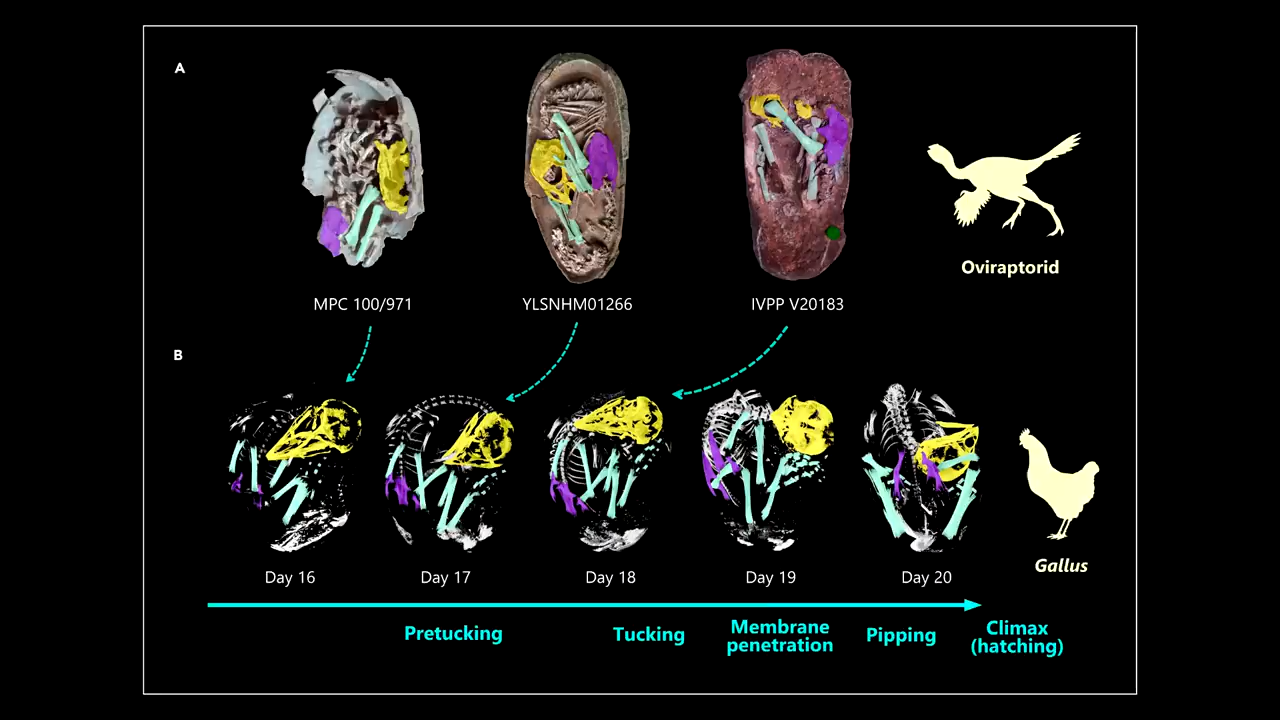 A
MPC 100/971
YLSNHM01266
IVPP V20183
Oviraptorid
B
Day 16
Day 17
Day 18
Day 19
Day 20
Gallus
Pretucking
Tucking
Membrane
penetration
Pipping
Climax
(hatching)